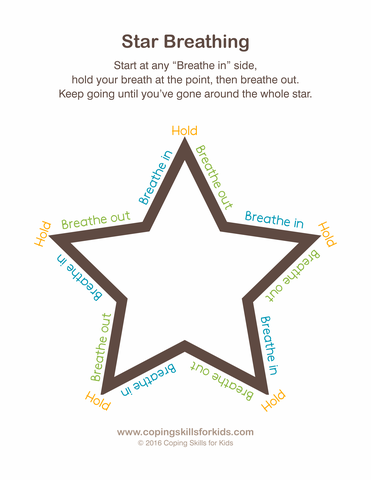 Star Breathing
Start at any “Breathe in” side,
hold your breath at the point, then breathe out.
Keep going until you’ve gone around the whole star.
Hold
Breathe in
Breathe out
Breathe in
Hold
Breathe out
Breathe in
Hold
Breathe out
Breathe in
Hold
Breathe out
Breathe in
Hold
Breathe out
www.copingskillsforkids.com
© 2016 Coping Skills for Kids